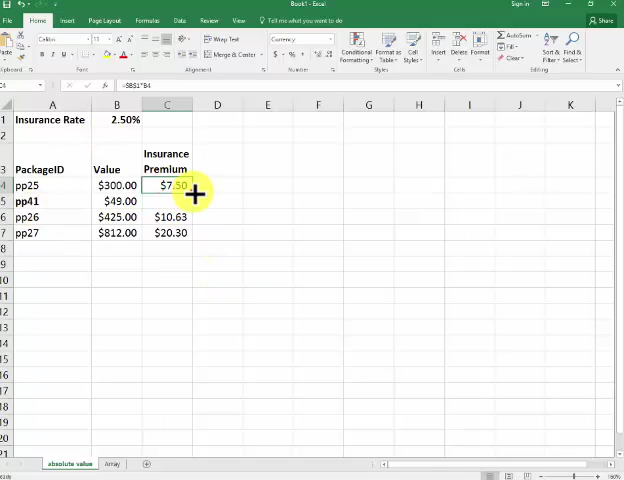 Book1 - Excel
Sign in
File Home Insert Page Layout Formulas Data Review View Tell me what you want to do... Share
Calibri Wrap Text Currency AutoSum
Merge & Center Conditional Formatting Format as Table Cell Styles Insert Delete Format Fill Clear Sort & Filter Find & Select
Clipboard Font Alignment Number Styles Cells Editing
C4 =$B$1*B4
A B C D E F G H I J K
1 Insurance Rate 2.50%
2
3 PackageID Value Insurance Premium
4 pp25 $300.00 $7.50
5 pp41 $49.00
6 pp26 $425.00 $10.63
7 pp27 $812.00 $20.30
8
9
10
11
12
13
14
15
16
17
18
19
20
21
absolute value Array
160%